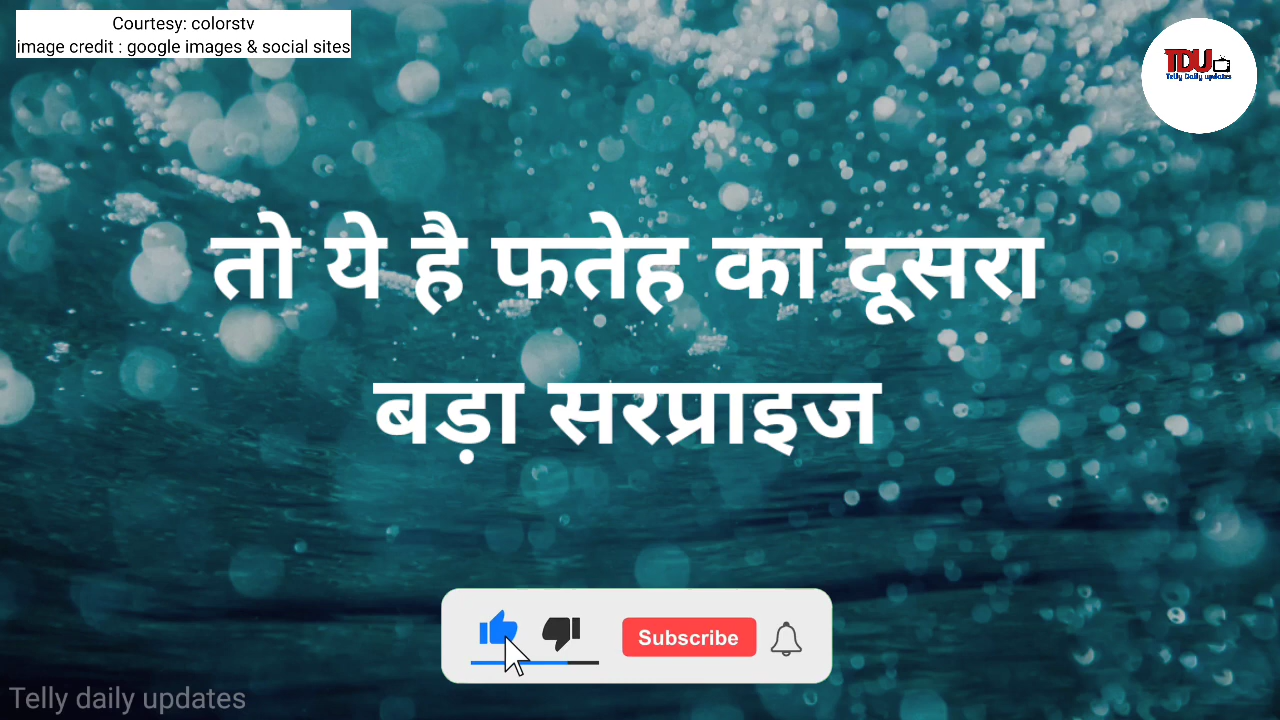 Courtesy: colorstv
image credit : google images & social sites
TDU
Telly Daily updates
तो ये है फतेह का दूसरा
बड़ा सरप्राइज
Subscribe
Telly daily updates